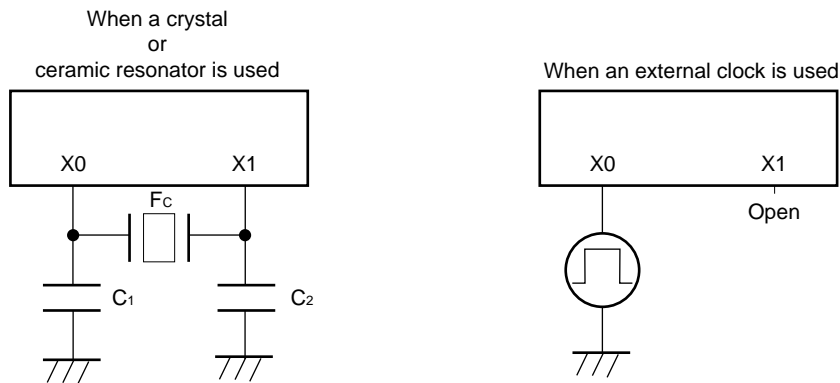 When a crystal
or
ceramic resonator is used
X0 X1
FC
C1 C2
When an external clock is used
X0 X1
Open